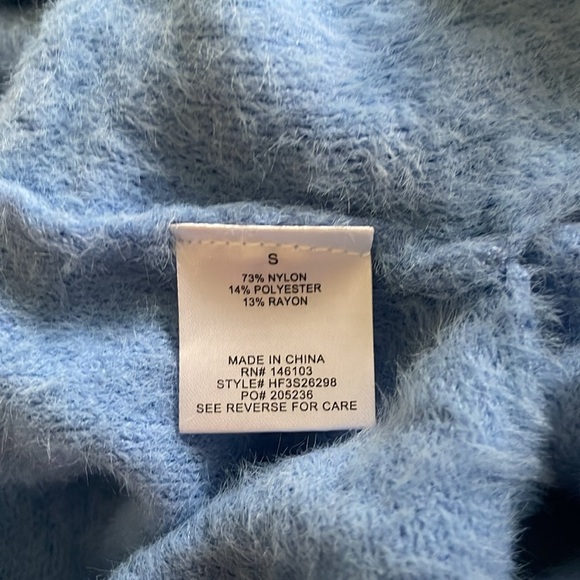 S
73% NYLON
14% POLYESTER
13% RAYON
MADE IN CHINA
RN# 146103
STYLE# HF3S26298
PO# 205236
SEE REVERSE FOR CARE